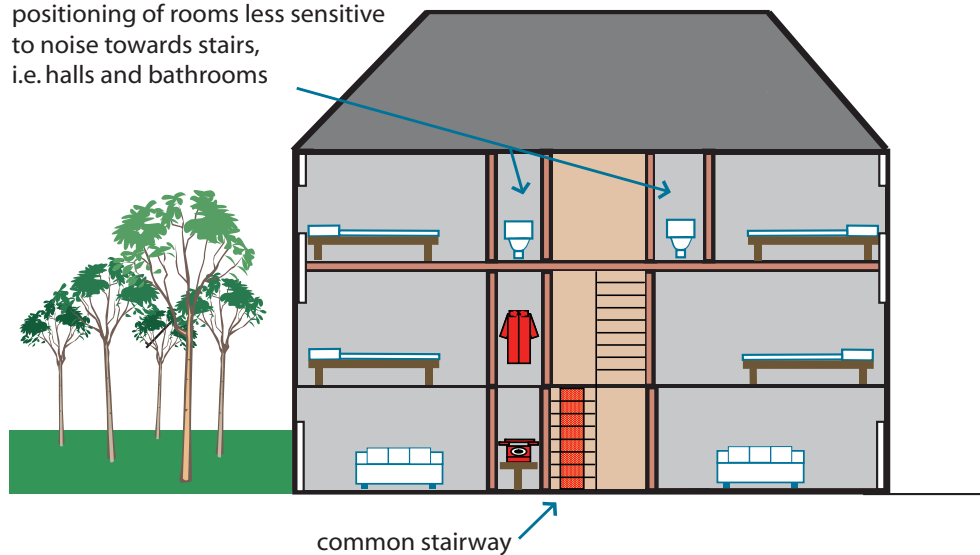 positioning of rooms less sensitive
to noise towards stairs,
i.e. halls and bathrooms
common stairway